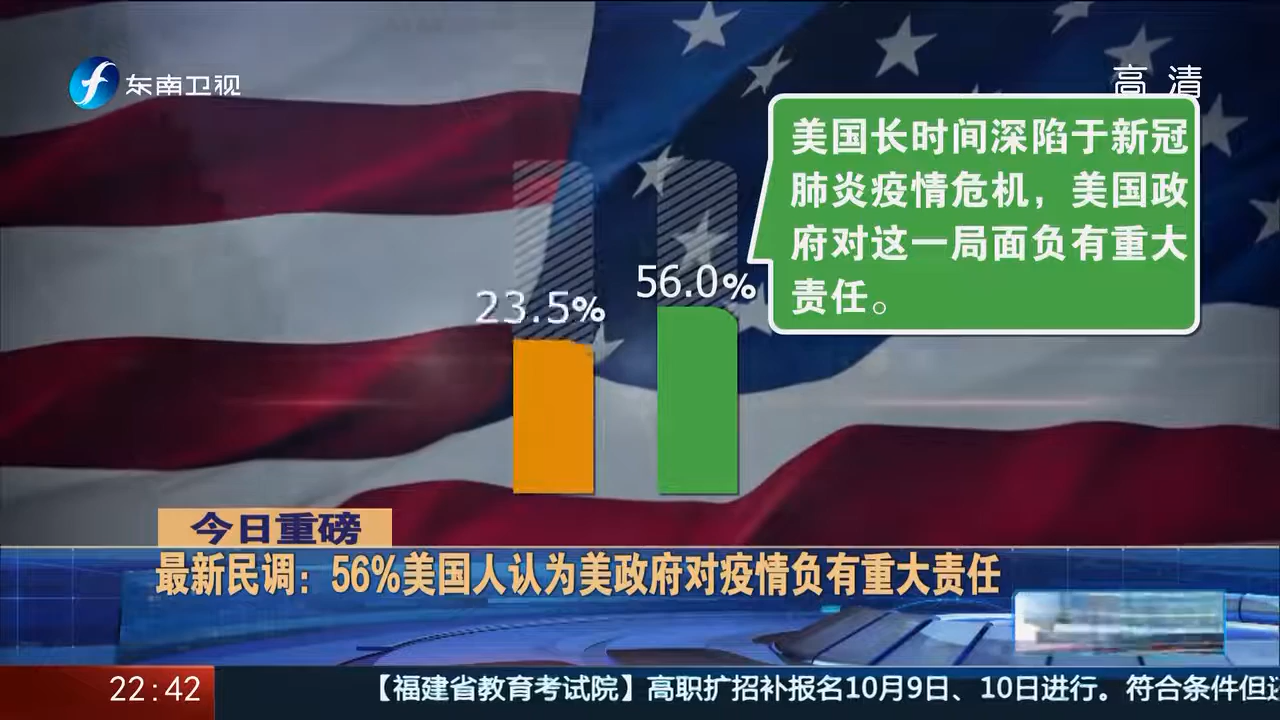 东南卫视
高清
美国长时间深陷于新冠
肺炎疫情危机，美国政
府对这一局面负有重大
责任。
56.0%
23.5%
今日重磅
最新民调：56%美国人认为美政府对疫情负有重大责任
22:42
【福建省教育考试院】高职扩招补报名10月9日、10日进行。符合条件但